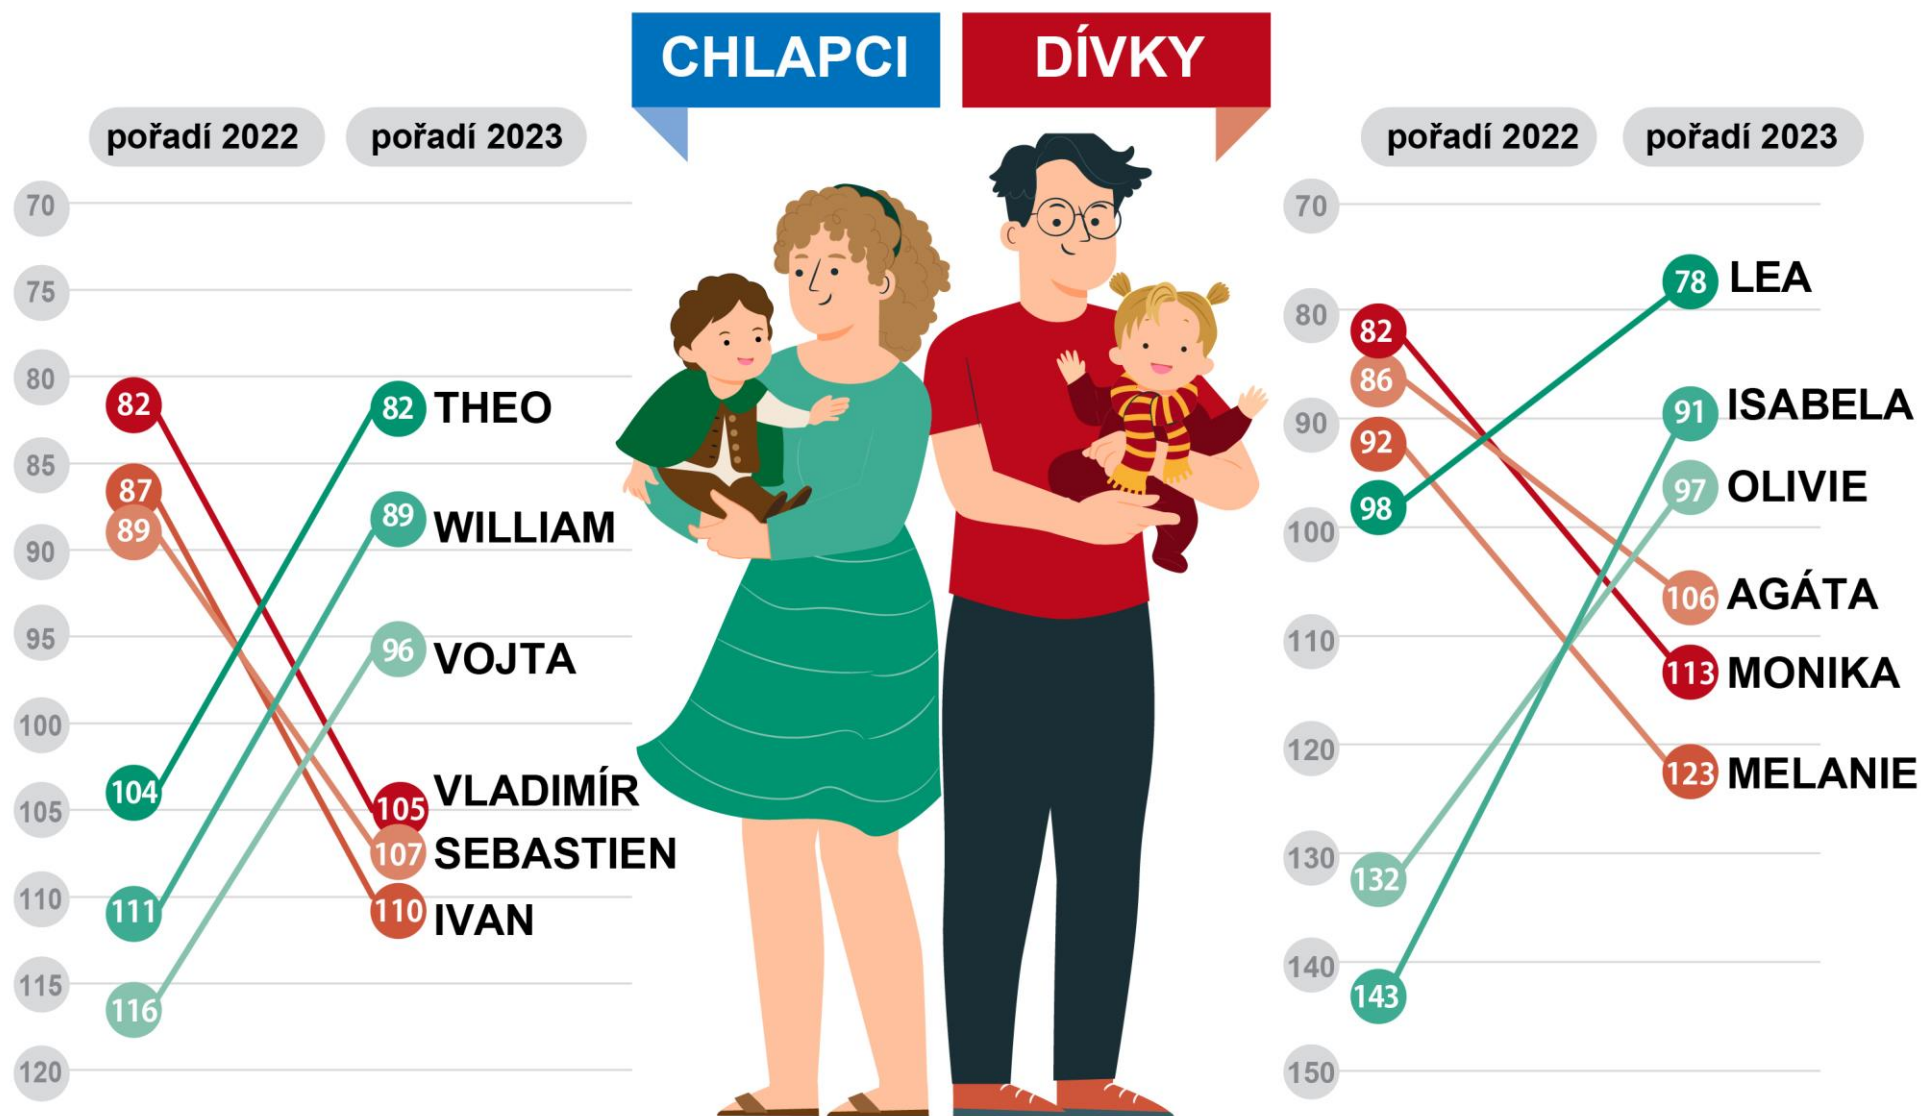 CHLAPCI
DÍVKY
pořadí 2022
pořadí 2023
70
75
80
85
90
95
100
105
110
115
120
82
87
89
104
111
116
82 THEO
89 WILLIAM
96 VOJTA
105 VLADIMÍR
107 SEBASTIEN
110 IVAN
pořadí 2022
pořadí 2023
70
80
90
100
110
120
130
140
150
82
86
92
98
132
143
78 LEA
91 ISABELA
97 OLIVIE
106 AGÁTA
113 MONIKA
123 MELANIE